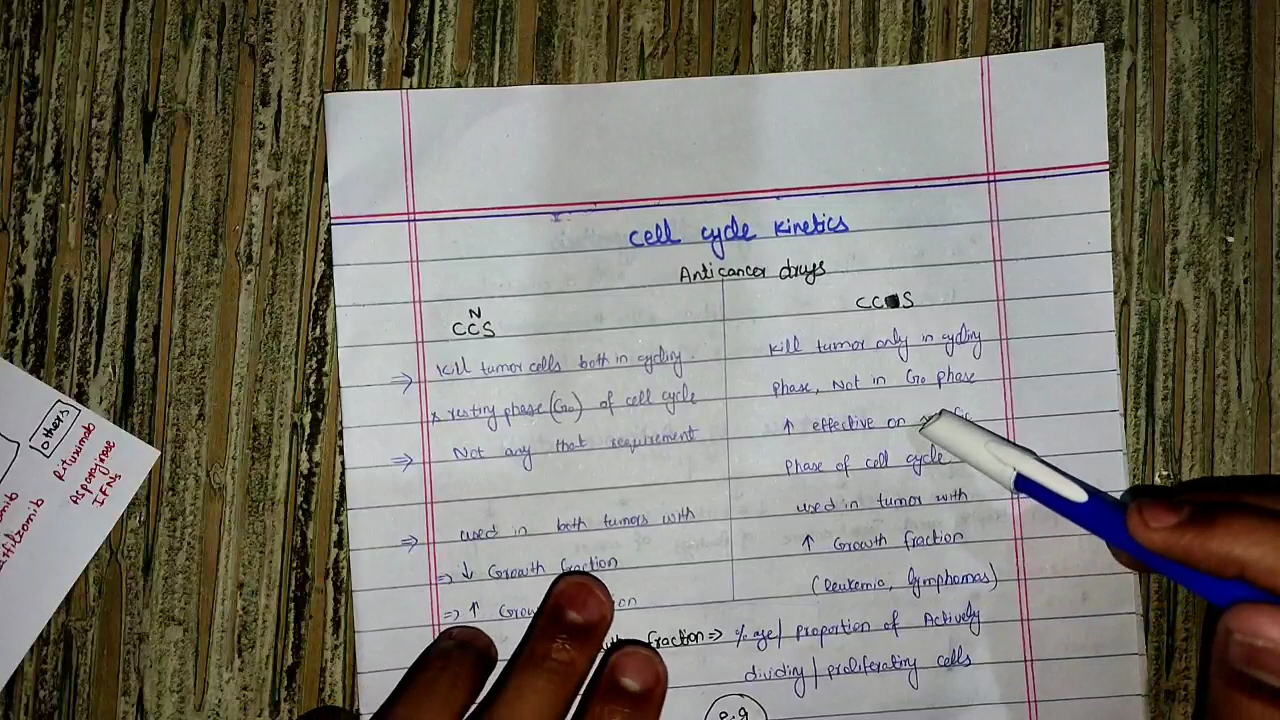 Cell cycle Kinetics
Anticancer drugs
N
CCS
Kill tumor cells both in cycling
& resting phase (G0) of cell cycle
⇒
Not any that requirement
⇒
used in both tumors with
⇒
⇒ ↓ Growth fraction
⇒ ↑
CC S
Kill tumor only in cycling
Phase, Not in G0 phase
↑ effective on
Phase of cell cycle
used in tumor with
↑ Growth fraction
(leukemia, lymphomas)
fraction ⇒ % age/ proportion of Actively
dividing / proliferating cells
e.g
Others
Rituximab
Asparaginase
IFNs